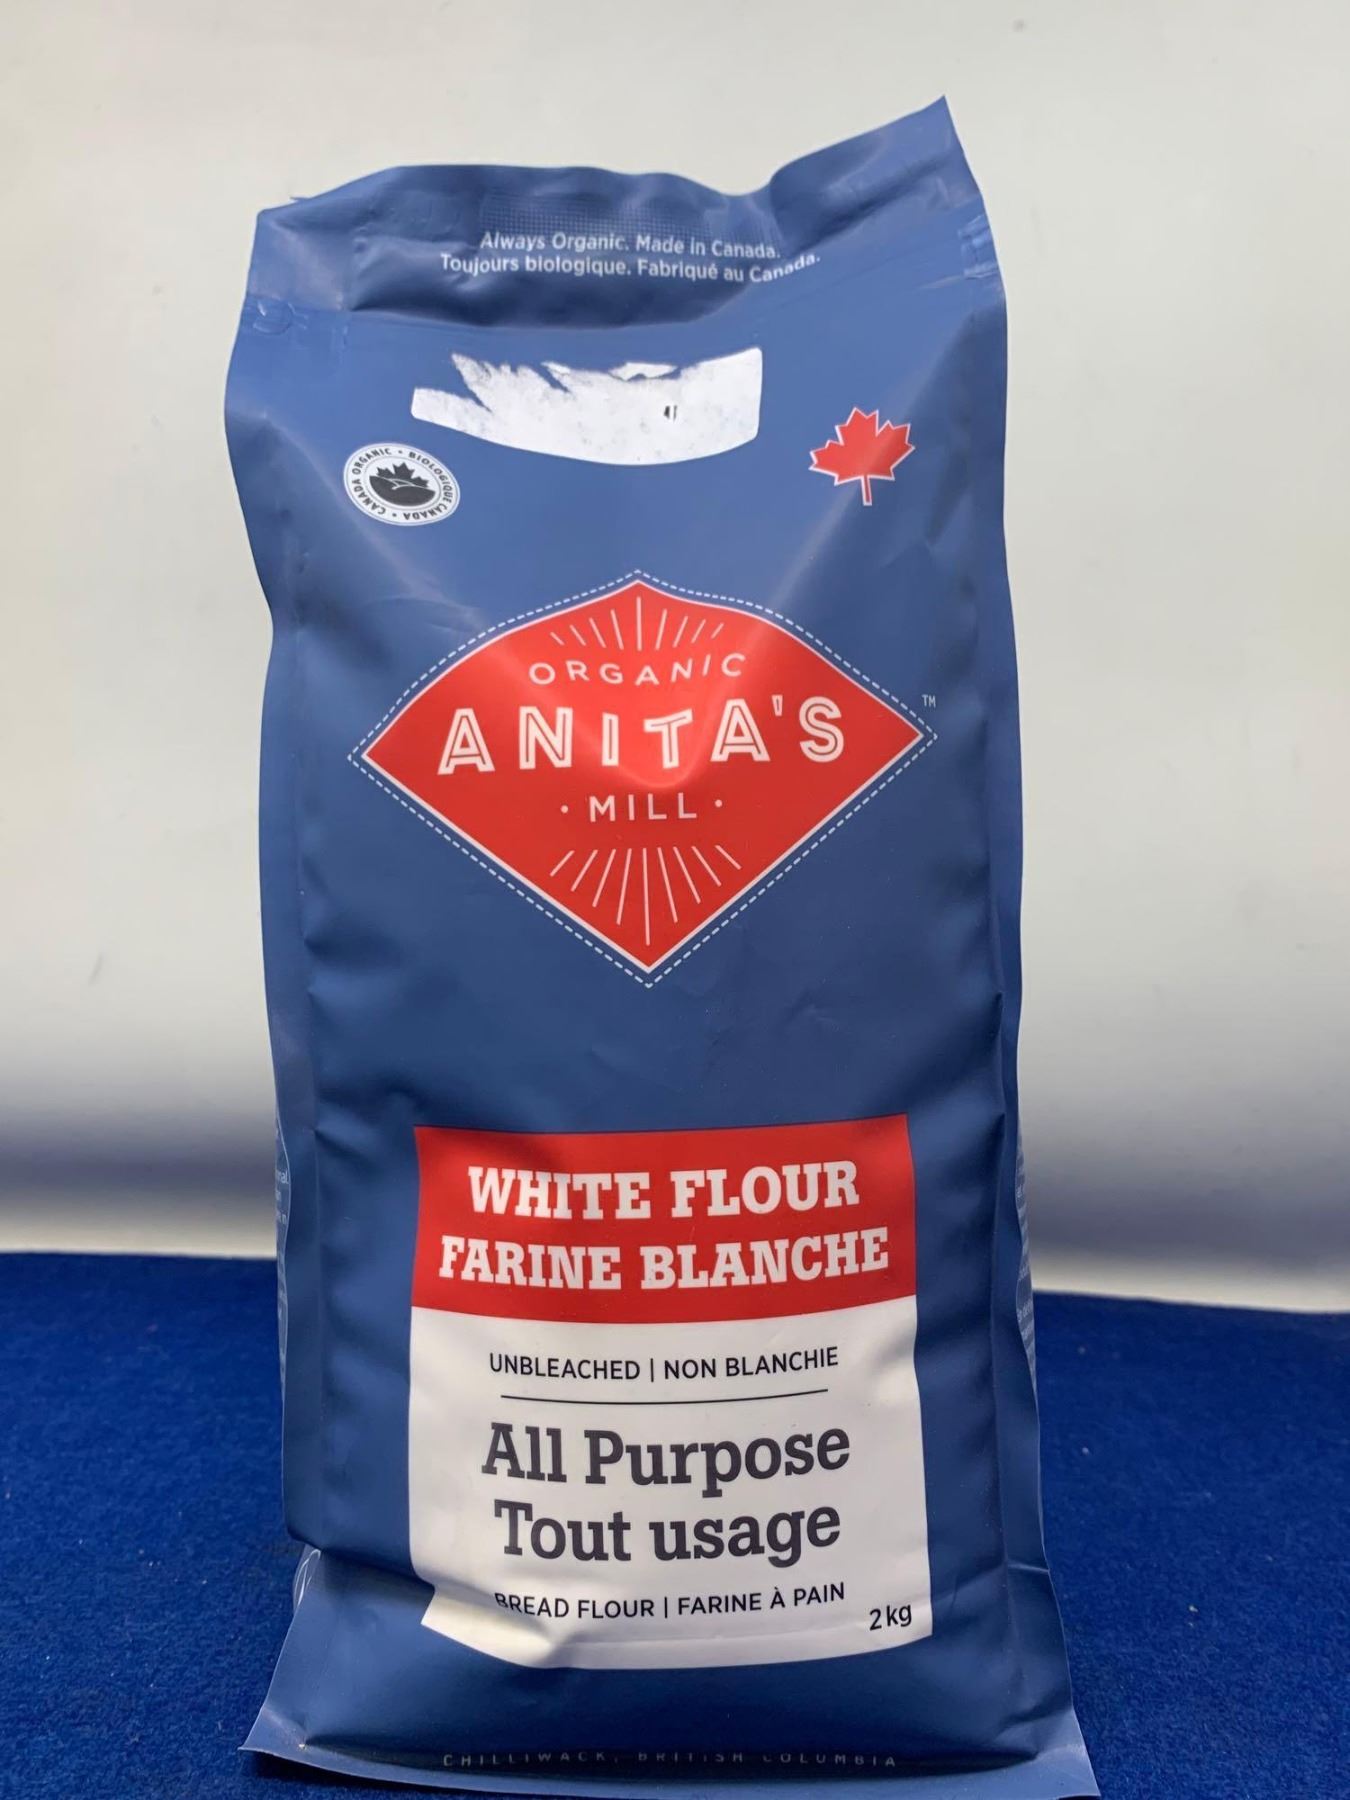 Always Organic. Made in Canada.
Toujours biologique. Fabriqué au Canada.
CANADA ORGANIC • BIOLOGIQUE CANADA •
ORGANIC
ANITA'S
TM
• MILL •
WHITE FLOUR
FARINE BLANCHE
UNBLEACHED | NON BLANCHIE
All Purpose
Tout usage
BREAD FLOUR | FARINE À PAIN
2kg
CHILLIWACK, BRITISH COLUMBIA